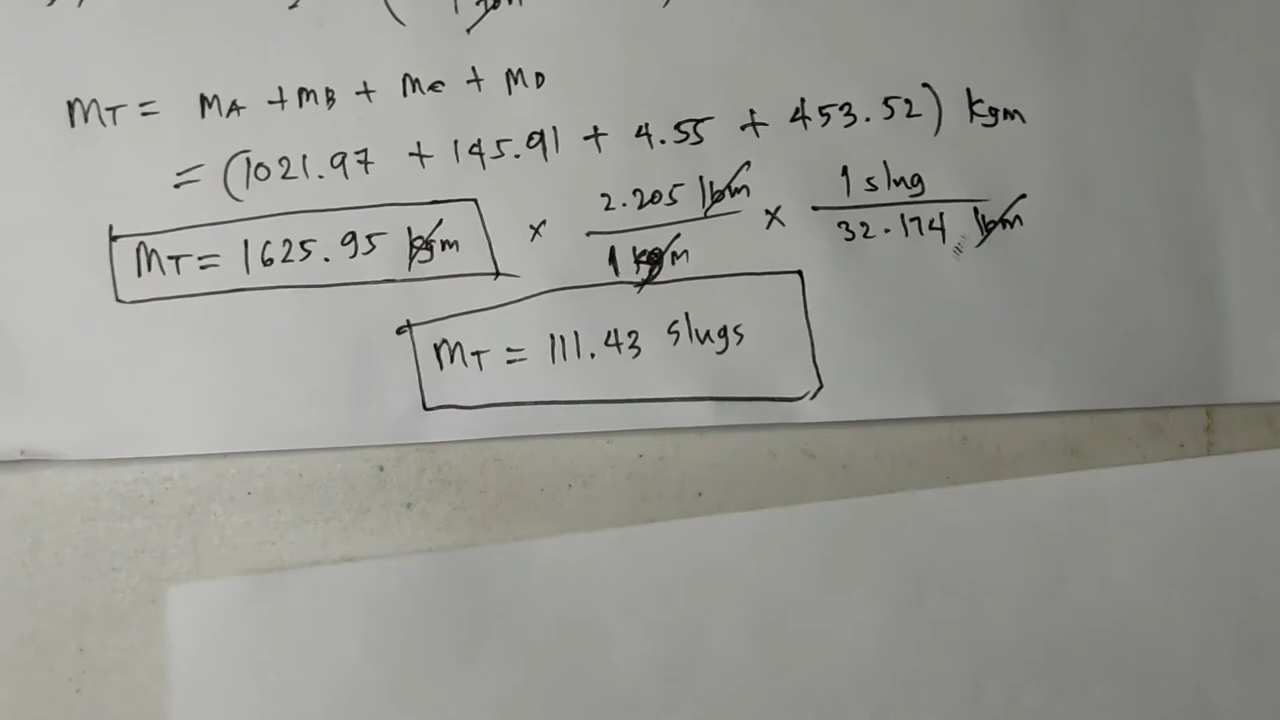 MT = MA + MB + MC + MD
= (1021.97 + 145.91 + 4.55 + 453.52) kgm
MT = 1625.95 kgm × 2.205 lbm / 1 kgm × 1 slug / 32.174 lbm
MT = 111.43 slugs